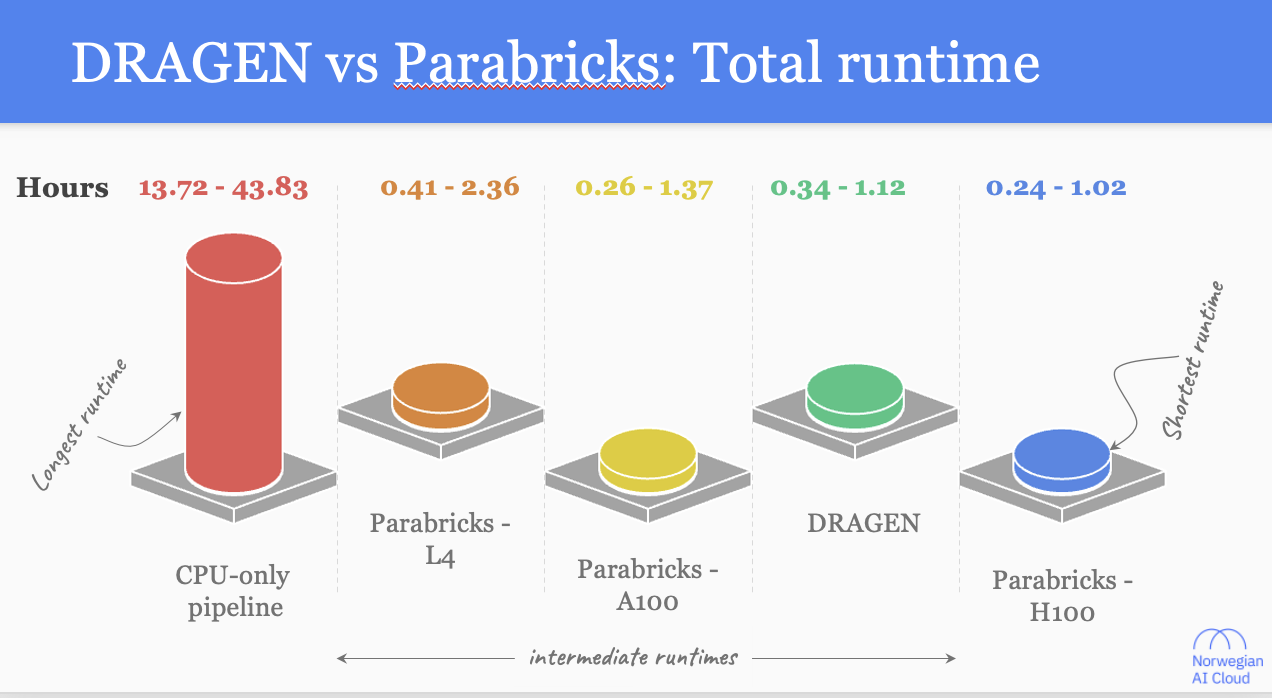 DRAGEN vs Parabricks: Total runtime
Hours 13.72 - 43.83 0.41 - 2.36 0.26 - 1.37 0.34 - 1.12 0.24 - 1.02
Longest runtime
Shortest runtime
Parabricks -
L4
DRAGEN
CPU-only
pipeline
Parabricks -
A100
Parabricks -
H100
intermediate runtimes
Norwegian
AI Cloud